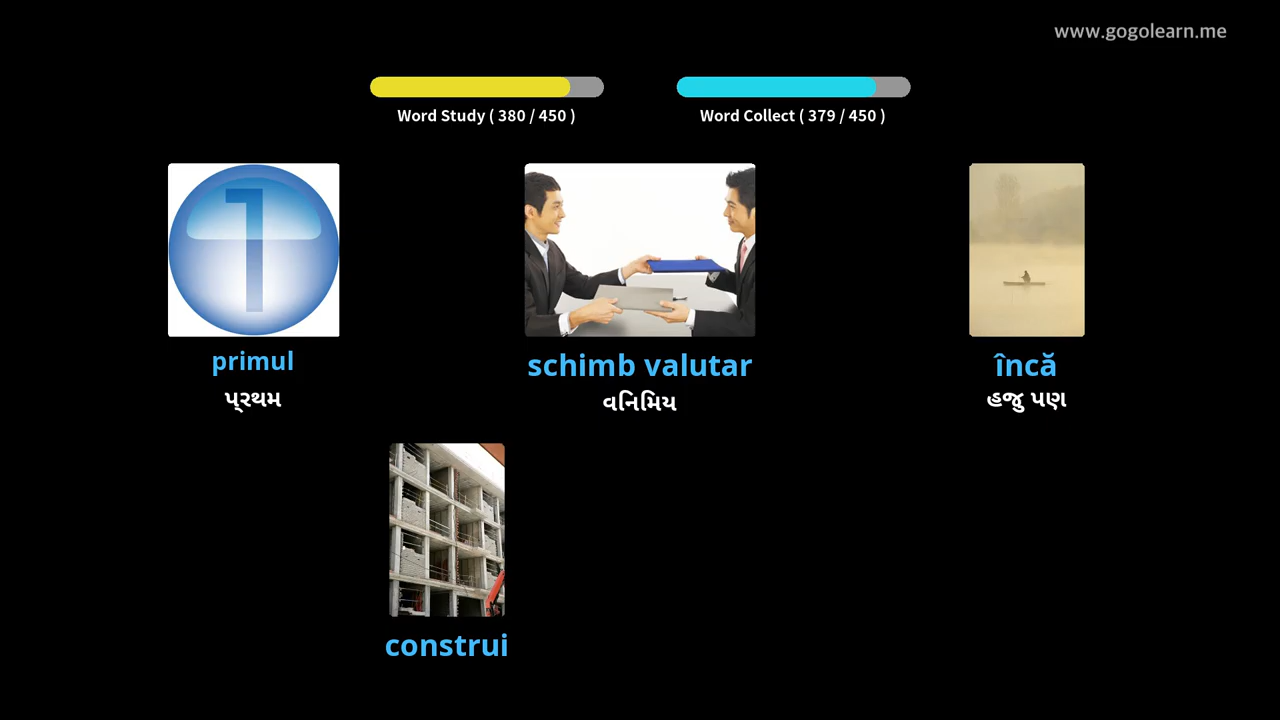 www.gogolearn.me
Word Study ( 380 / 450 )
Word Collect ( 379 / 450 )
1
primul
schimb valutar
încă
પ્રથમ
વિનિમય
હજુ પણ
construi